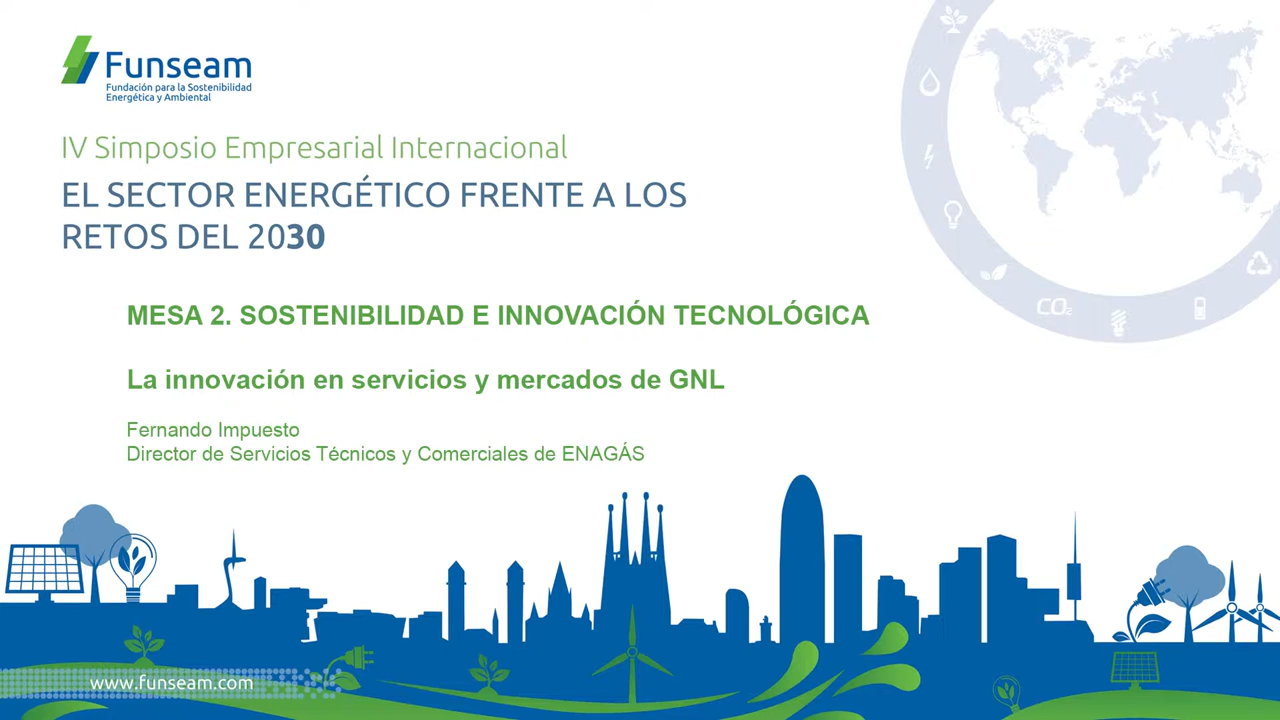 Funseam
Fundación para la Sostenibilidad
Energética y Ambiental
IV Simposio Empresarial Internacional
EL SECTOR ENERGÉTICO FRENTE A LOS
RETOS DEL 2030
CO₂
MESA 2. SOSTENIBILIDAD E INNOVACIÓN TECNOLÓGICA
La innovación en servicios y mercados de GNL
Fernando Impuesto
Director de Servicios Técnicos y Comerciales de ENAGÁS
www.funseam.com